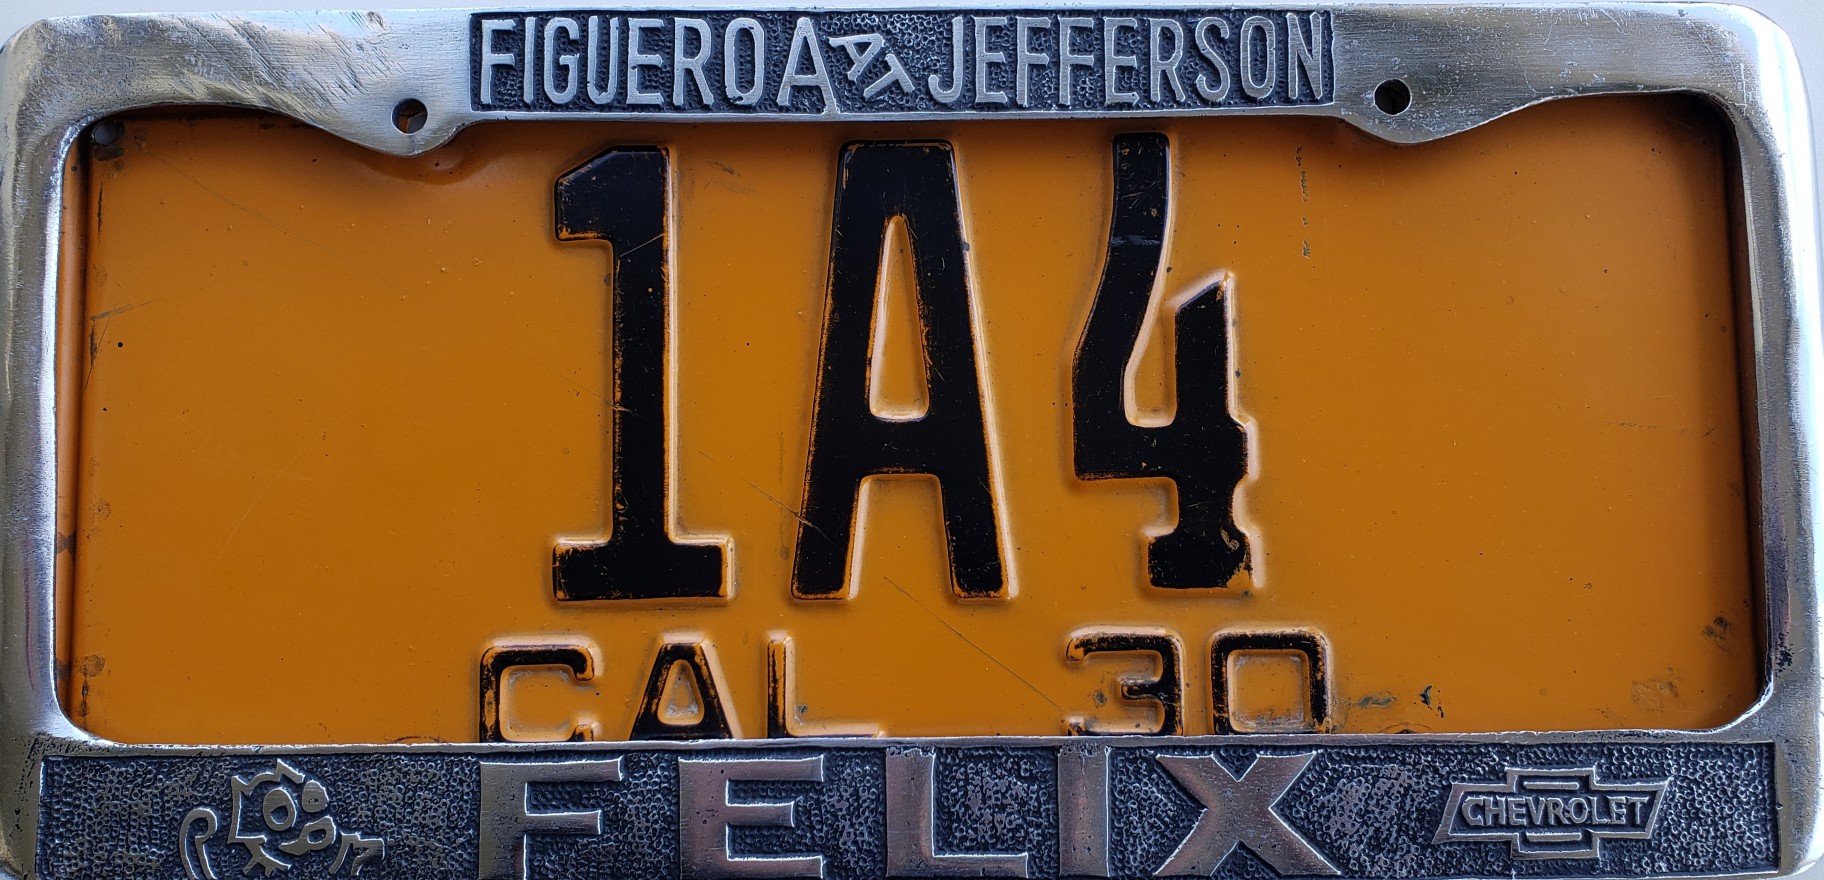 FIGUEROA AT JEFFERSON
1A4
CAL 30
FELIX CHEVROLET